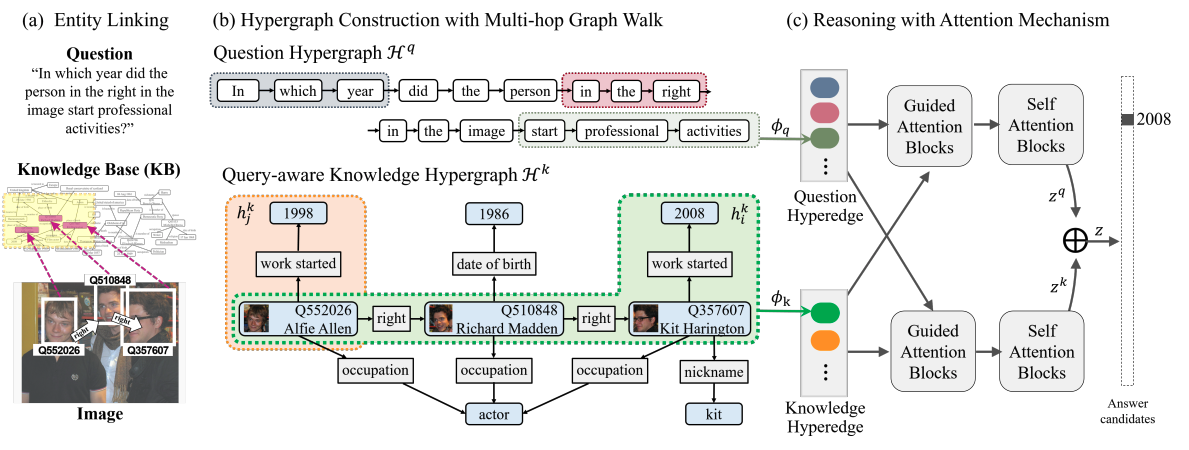 (a) Entity Linking
Question
“In which year did the
person in the right in the
image start professional
activities?”
Knowledge Base (KB)
Q510848
right
right
Q552026
Q357607
Image
(b) Hypergraph Construction with Multi-hop Graph Walk
Question Hypergraph ℋ^q
In which year did the person in the right
in the image start professional activities
ϕ_q
Query-aware Knowledge Hypergraph ℋ^k
h_j^k
1998
1986
2008
h_i^k
work started
date of birth
work started
Q552026
Alfie Allen
right
Q510848
Richard Madden
right
Q357607
Kit Harington
ϕ_k
occupation
occupation
occupation
nickname
actor
kit
(c) Reasoning with Attention Mechanism
Question
Hyperedge
Guided
Attention
Blocks
Self
Attention
Blocks
z^q
z
z^k
2008
Knowledge
Hyperedge
Guided
Attention
Blocks
Self
Attention
Blocks
Answer
candidates